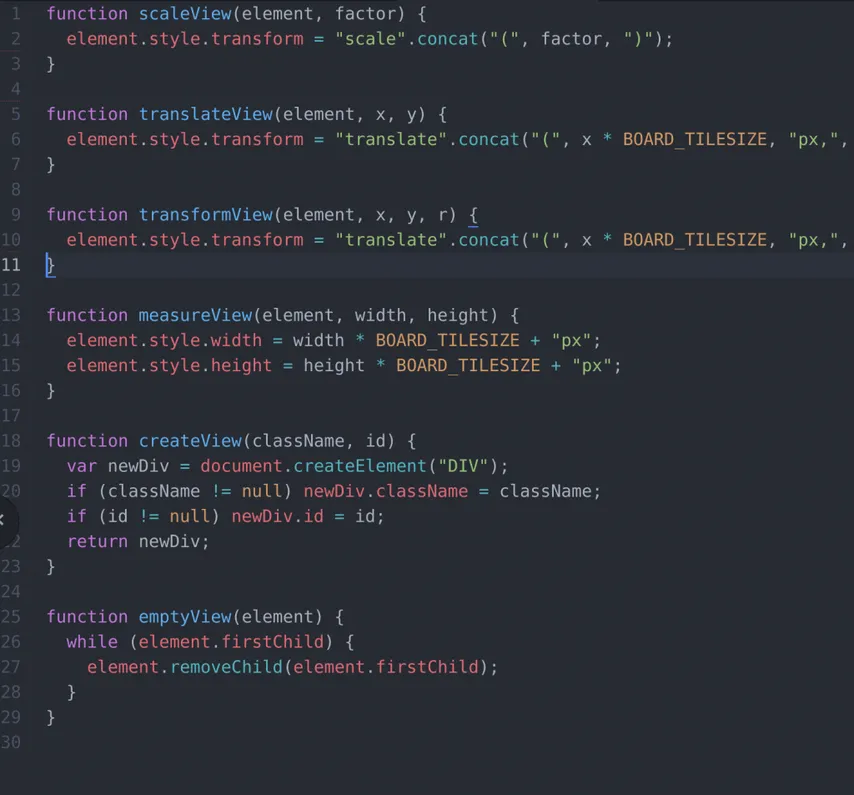 1 function scaleView(element, factor) {
2 element.style.transform = "scale".concat("(", factor, ")");
3 }
4
5 function translateView(element, x, y) {
6 element.style.transform = "translate".concat("(", x * BOARD_TILESIZE, "px,",
7 }
8
9 function transformView(element, x, y, r) {
10 element.style.transform = "translate".concat("(", x * BOARD_TILESIZE, "px,",
11 }
12
13 function measureView(element, width, height) {
14 element.style.width = width * BOARD_TILESIZE + "px";
15 element.style.height = height * BOARD_TILESIZE + "px";
16 }
17
18 function createView(className, id) {
19 var newDiv = document.createElement("DIV");
20 if (className != null) newDiv.className = className;
if (id != null) newDiv.id = id;
2 return newDiv;
23 }
24
25 function emptyView(element) {
26 while (element.firstChild) {
27 element.removeChild(element.firstChild);
28 }
29 }
30